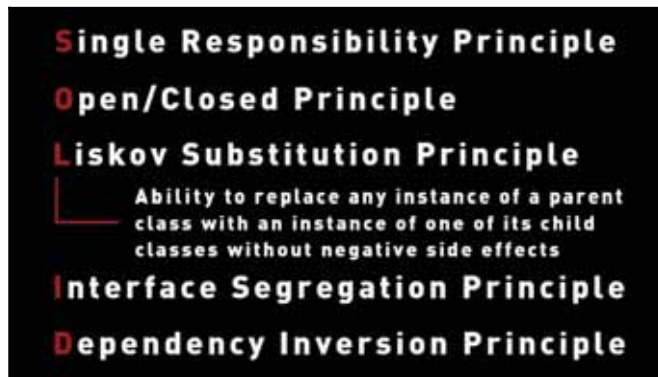 Single Responsibility Principle
Open/Closed Principle
Liskov Substitution Principle
Ability to replace any instance of a parent
class with an instance of one of its child
classes without negative side effects
Interface Segregation Principle
Dependency Inversion Principle